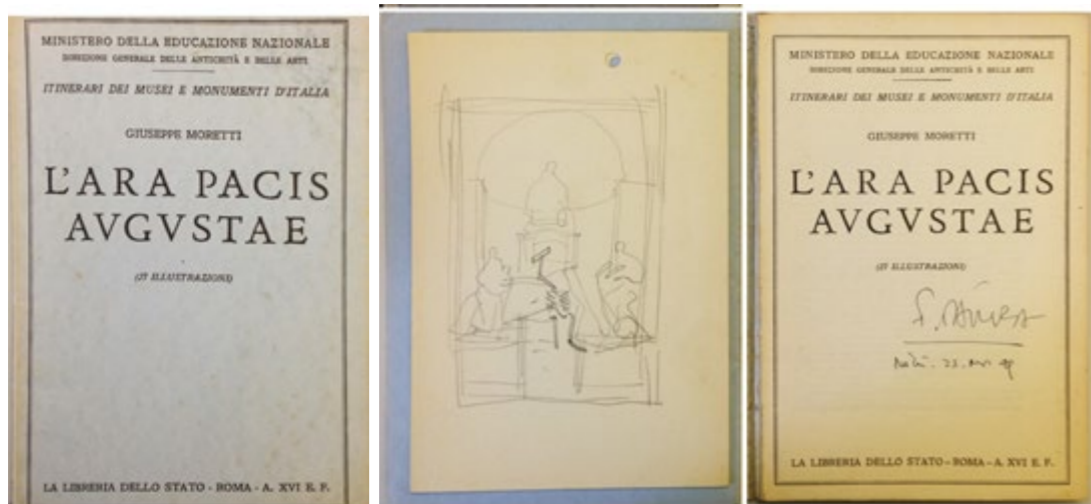 MINISTERO DELLA EDUCAZIONE NAZIONALE
DIREZIONE GENERALE DELLE ANTICHITÀ E BELLE ARTI
ITINERARI DEI MUSEI E MONUMENTI D'ITALIA
GIUSEPPE MORETTI
L'ARA PACIS
AVGVSTAE
ILLUSTRAZIONI)
LA LIBRERIA DELLO STATO - ROMA - A. XVI E. F.
MINISTERO DELLA EDUCAZIONE NAZIONALE
DIREZIONE GENERALE DELLE ANTICHITÀ E BELLE ARTI
ITINERARI DEI MUSEI E MONUMENTI D'ITALIA
GIUSEPPE MORETTI
L'ARA PACIS
AVGVSTAE
ILLUSTRAZIONI)
LA LIBRERIA DELLO STATO - ROMA - A. XVI E. F.